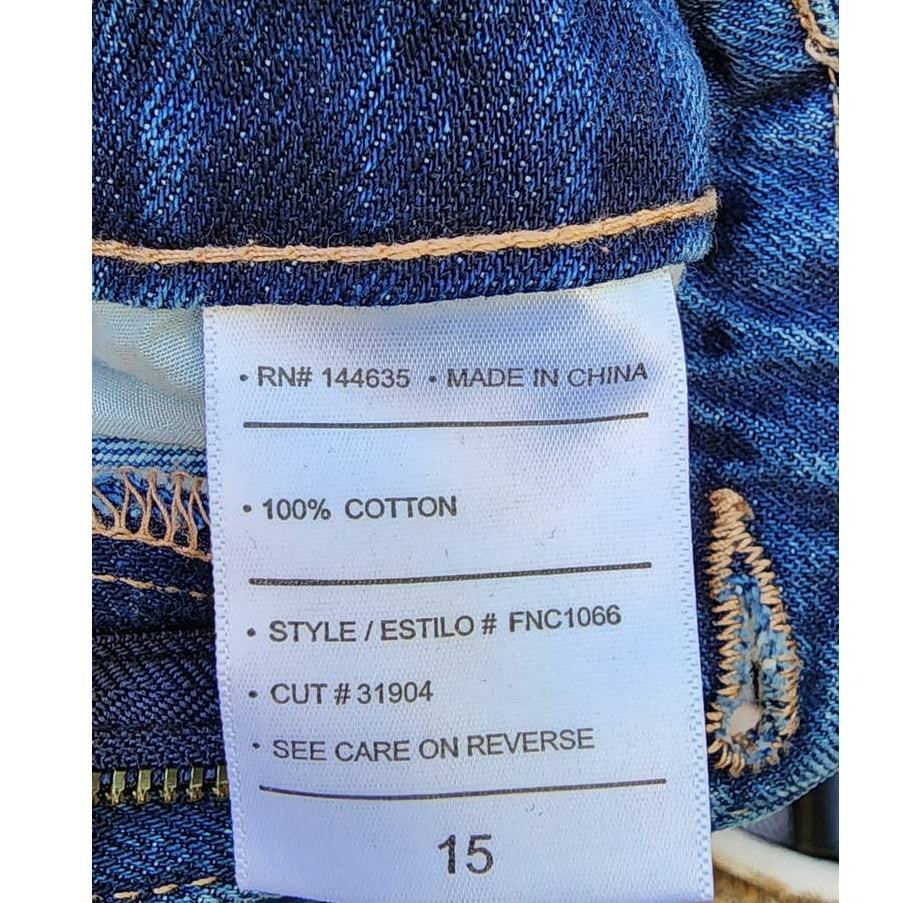 • RN# 144635 • MADE IN CHINA
• 100% COTTON
• STYLE / ESTILO # FNC1066
• CUT # 31904
• SEE CARE ON REVERSE
15